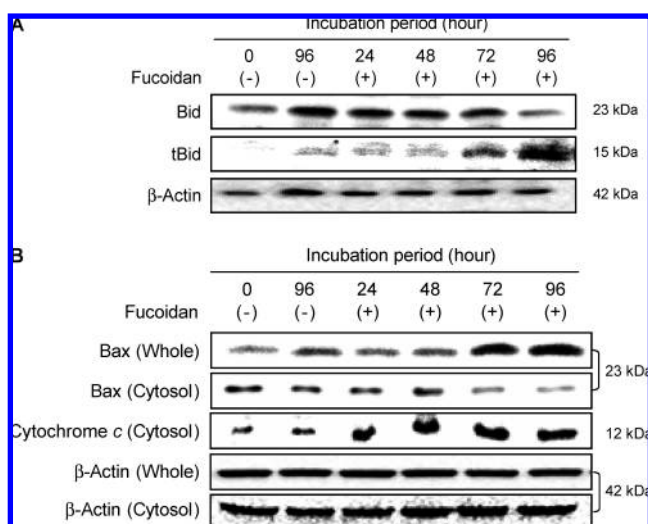 A
Incubation period (hour)
0 96 24 48 72 96
Fucoidan (-) (-) (+) (+) (+) (+)
Bid 23 kDa
tBid 15 kDa
β-Actin 42 kDa
B
Incubation period (hour)
0 96 24 48 72 96
Fucoidan (-) (-) (+) (+) (+) (+)
Bax (Whole)
23 kDa
Bax (Cytosol)
Cytochrome c (Cytosol) 12 kDa
β-Actin (Whole)
42 kDa
β-Actin (Cytosol)